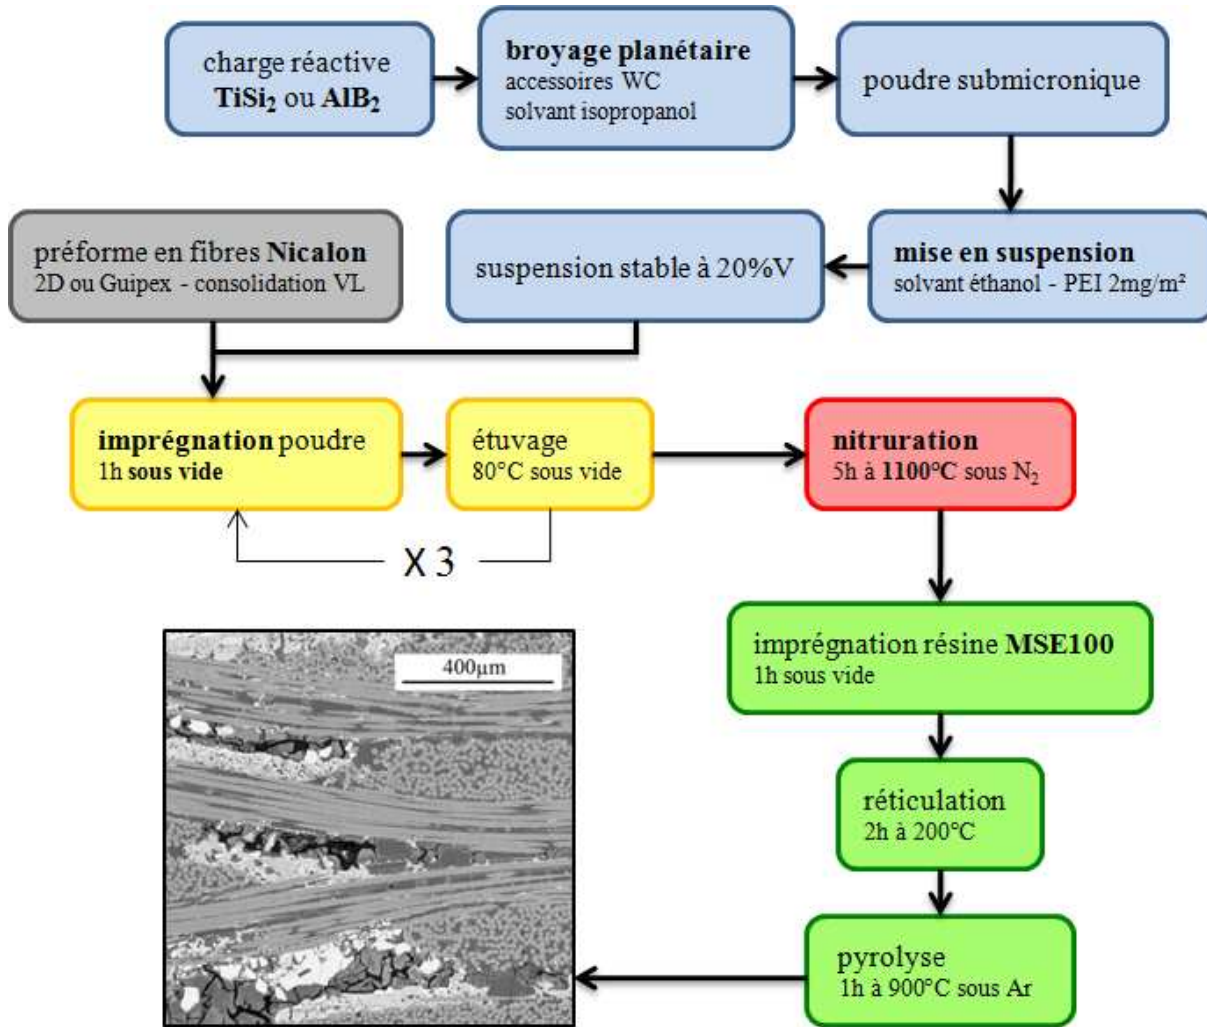 charge réactive
TiSi₂ ou AlB₂
broyage planétaire
accessoires WC
solvant isopropanol
poudre submicronique
préforme en fibres Nicalon
2D ou Guipex - consolidation VL
suspension stable à 20%V
mise en suspension
solvant éthanol - PEI 2mg/m²
imprégnation poudre
1h sous vide
étuvage
80°C sous vide
nitruration
5h à 1100°C sous N₂
X 3
imprégnation résine MSE100
1h sous vide
400µm
réticulation
2h à 200°C
pyrolyse
1h à 900°C sous Ar